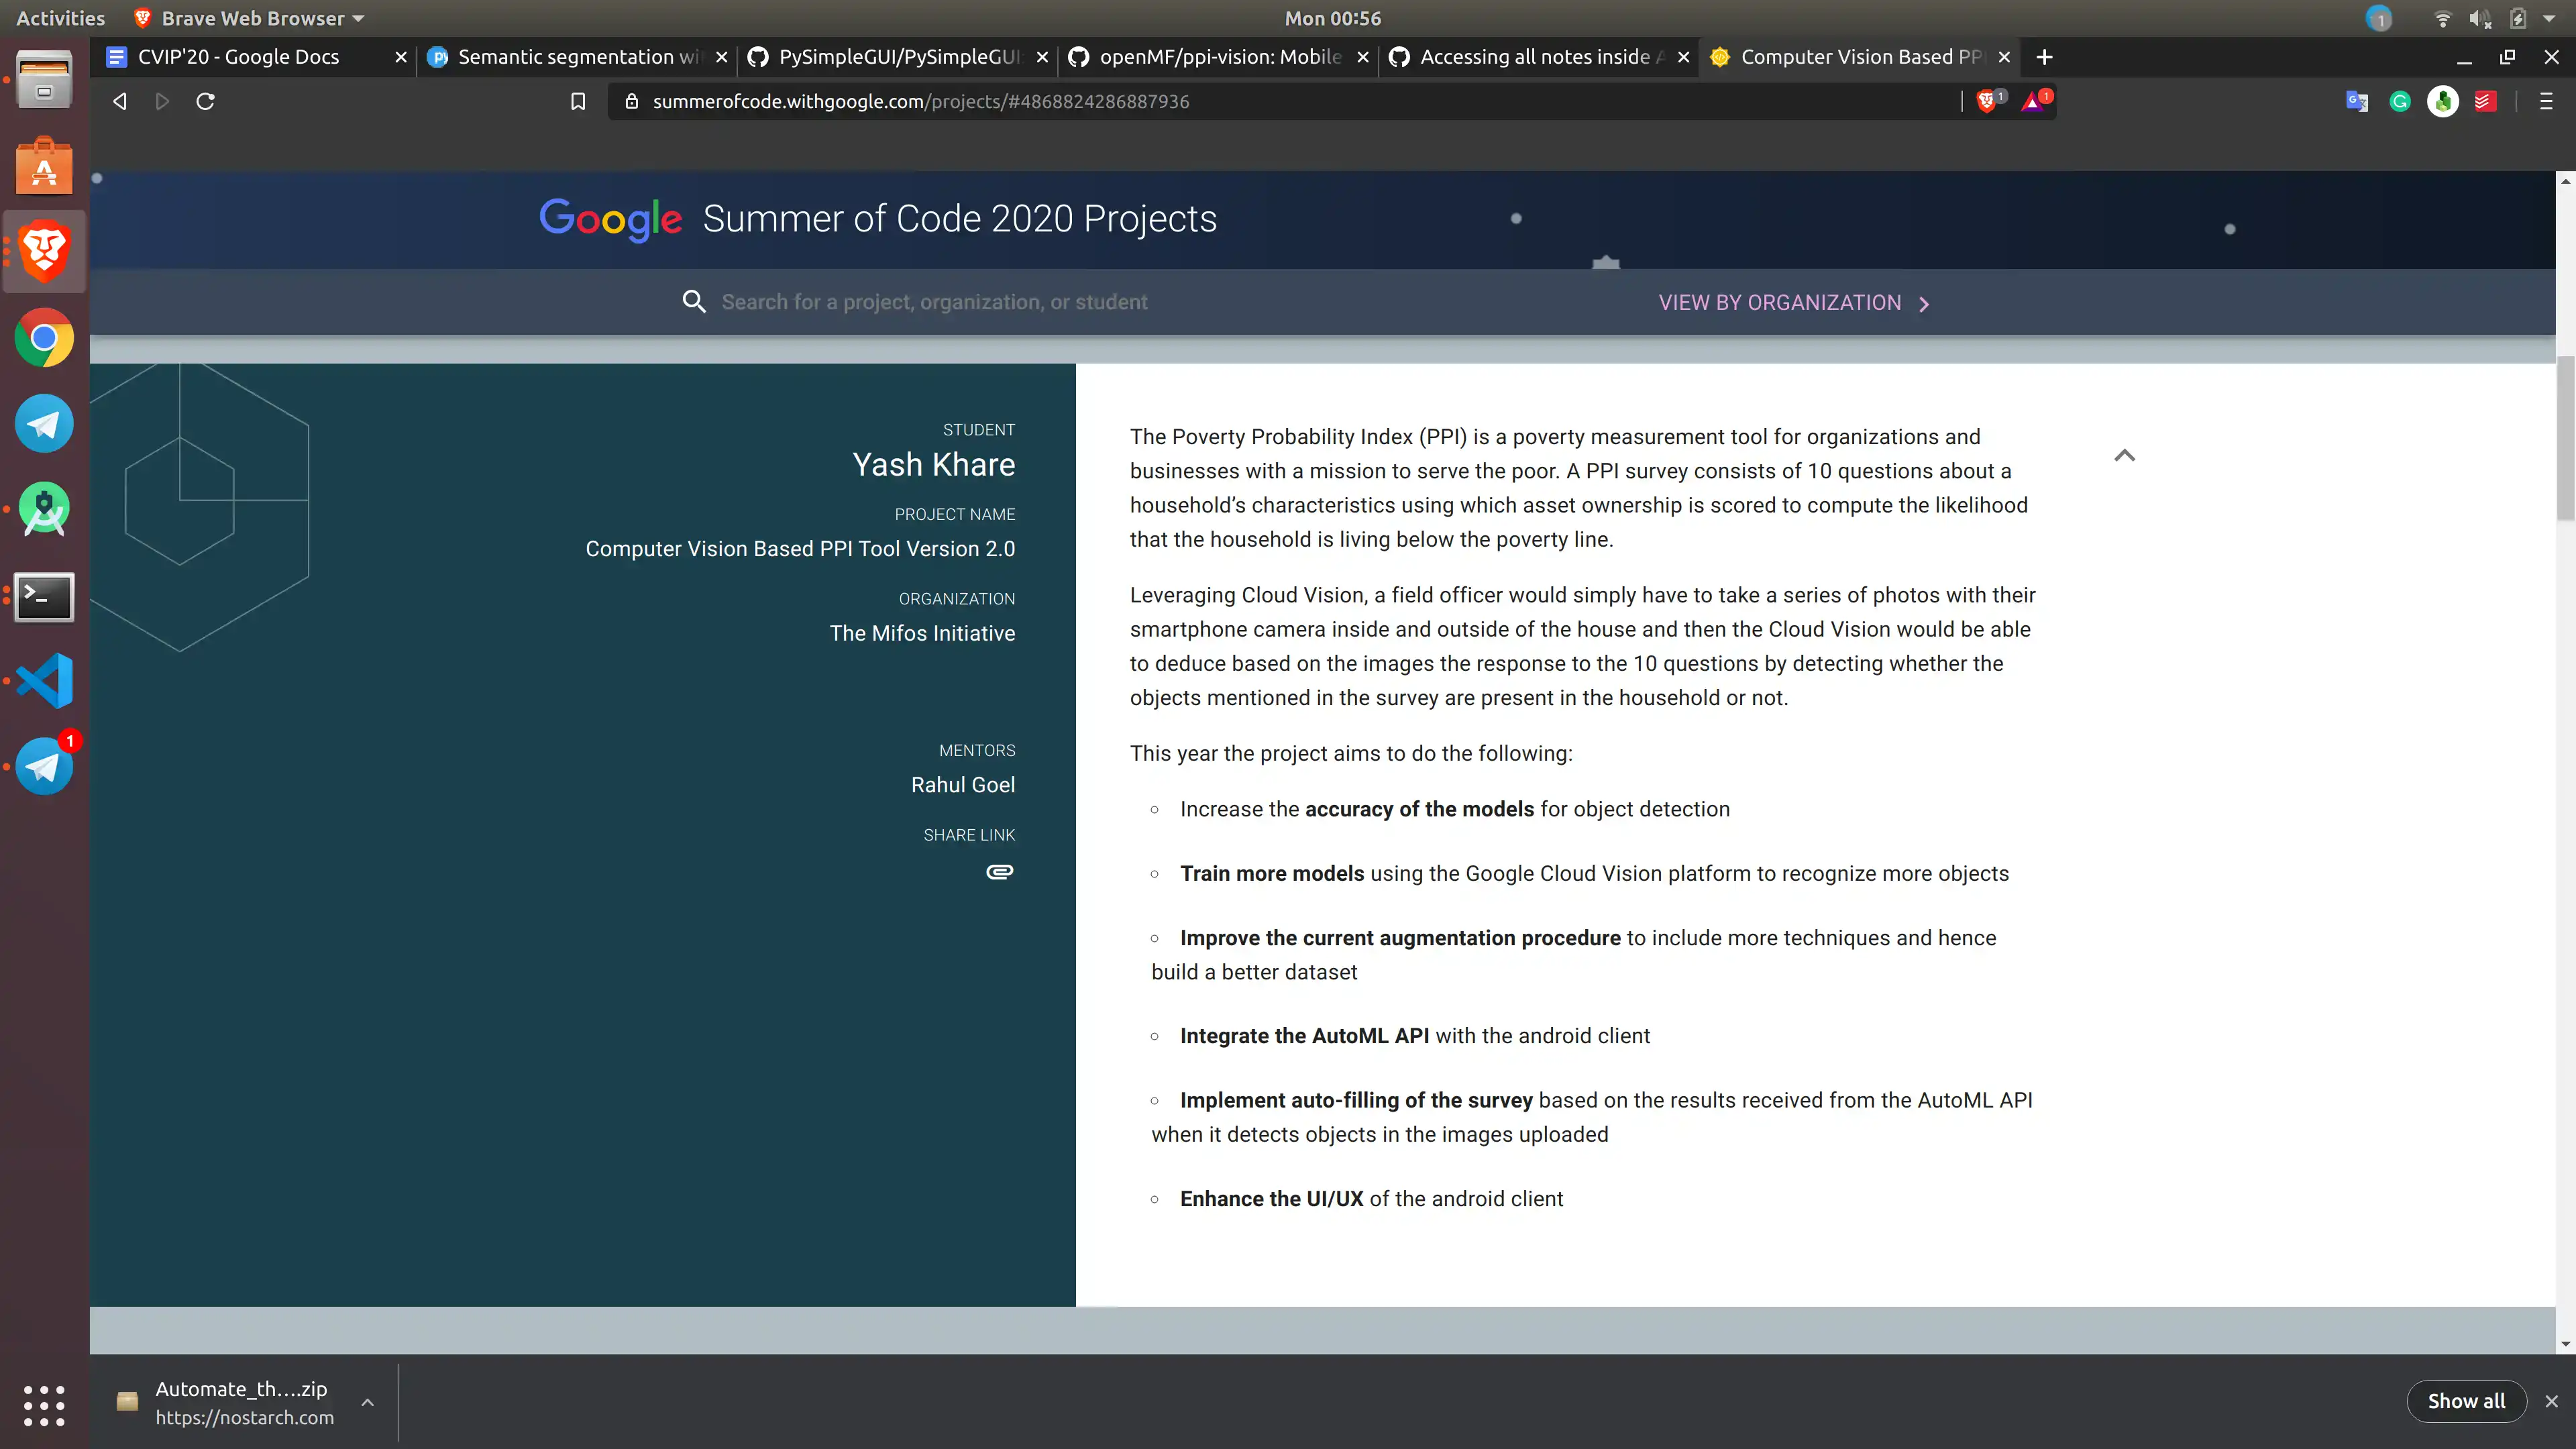 Activities
Brave Web Browser
Mon 00:56
1
CVIP'20 - Google Docs
Semantic segmentation wi
PySimpleGUI/PySimpleGUI
openMF/ppi-vision: Mobile
Accessing all notes inside A
Computer Vision Based PP
summerofcode.withgoogle.com/projects/#4868824286887936
1
1
Google Summer of Code 2020 Projects
Search for a project, organization, or student
VIEW BY ORGANIZATION
STUDENT
Yash Khare
PROJECT NAME
Computer Vision Based PPI Tool Version 2.0
ORGANIZATION
The Mifos Initiative
MENTORS
Rahul Goel
SHARE LINK
The Poverty Probability Index (PPI) is a poverty measurement tool for organizations and
businesses with a mission to serve the poor. A PPI survey consists of 10 questions about a
household’s characteristics using which asset ownership is scored to compute the likelihood
that the household is living below the poverty line.
Leveraging Cloud Vision, a field officer would simply have to take a series of photos with their
smartphone camera inside and outside of the house and then the Cloud Vision would be able
to deduce based on the images the response to the 10 questions by detecting whether the
objects mentioned in the survey are present in the household or not.
This year the project aims to do the following:
Increase the accuracy of the models for object detection
Train more models using the Google Cloud Vision platform to recognize more objects
Improve the current augmentation procedure to include more techniques and hence
build a better dataset
Integrate the AutoML API with the android client
Implement auto-filling of the survey based on the results received from the AutoML API
when it detects objects in the images uploaded
Enhance the UI/UX of the android client
1
Automate_th....zip
https://nostarch.com
Show all